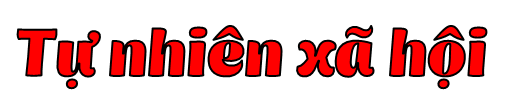 Tự nhiên xã hội